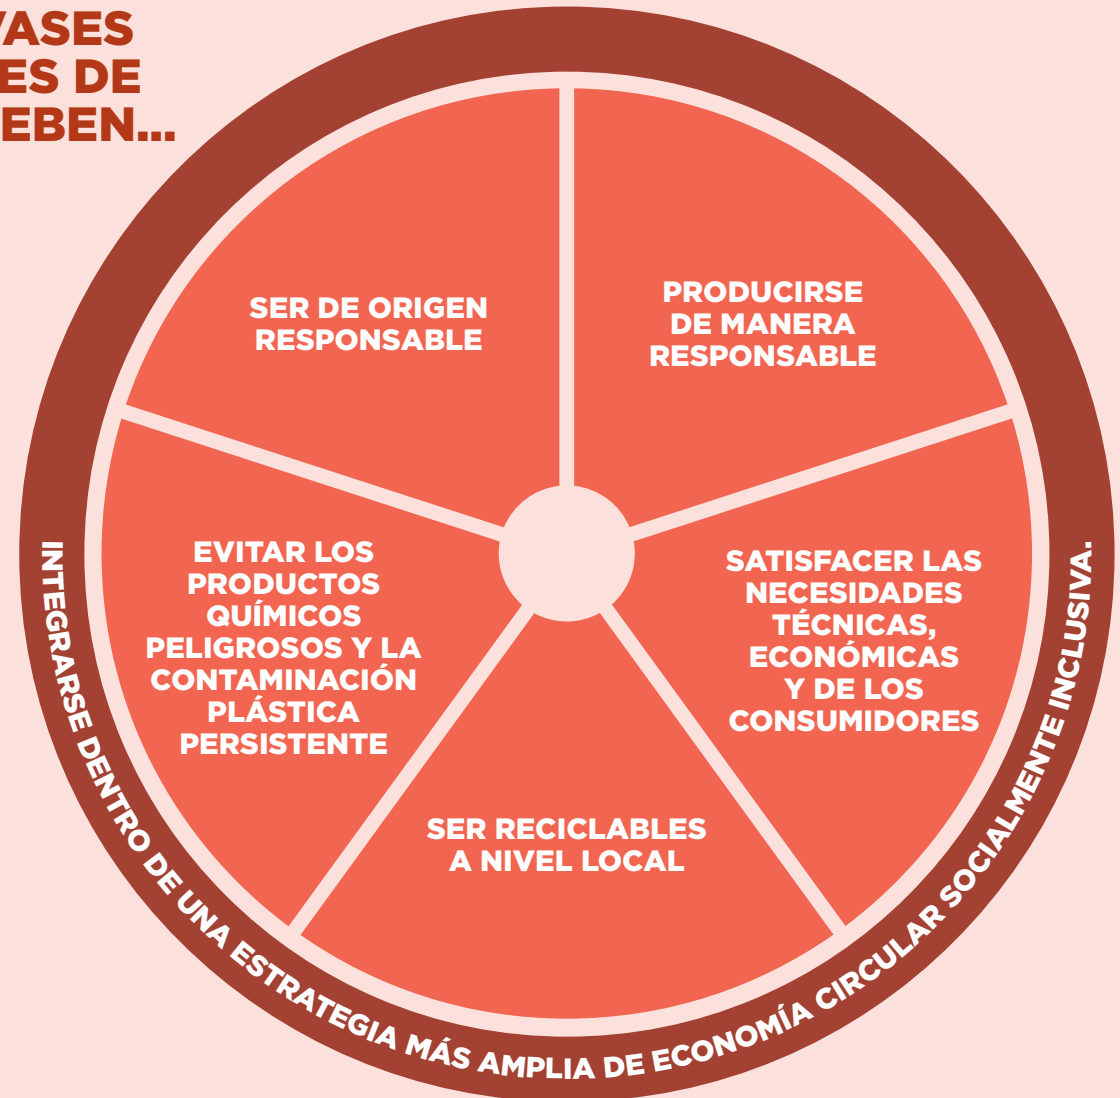 VASES
ES DE
EBEN...
SER DE ORIGEN
RESPONSABLE
PRODUCIRSE
DE MANERA
RESPONSABLE
EVITAR LOS
PRODUCTOS
QUÍMICOS
PELIGROSOS Y LA
CONTAMINACIÓN
PLÁSTICA
PERSISTENTE
SATISFACER LAS
NECESIDADES
TÉCNICAS,
ECONÓMICAS
Y DE LOS
CONSUMIDORES
SER RECICLABLES
A NIVEL LOCAL
INTEGRARSE DENTRO DE UNA ESTRATEGIA MÁS AMPLIA DE ECONOMÍA CIRCULAR SOCIALMENTE INCLUSIVA.